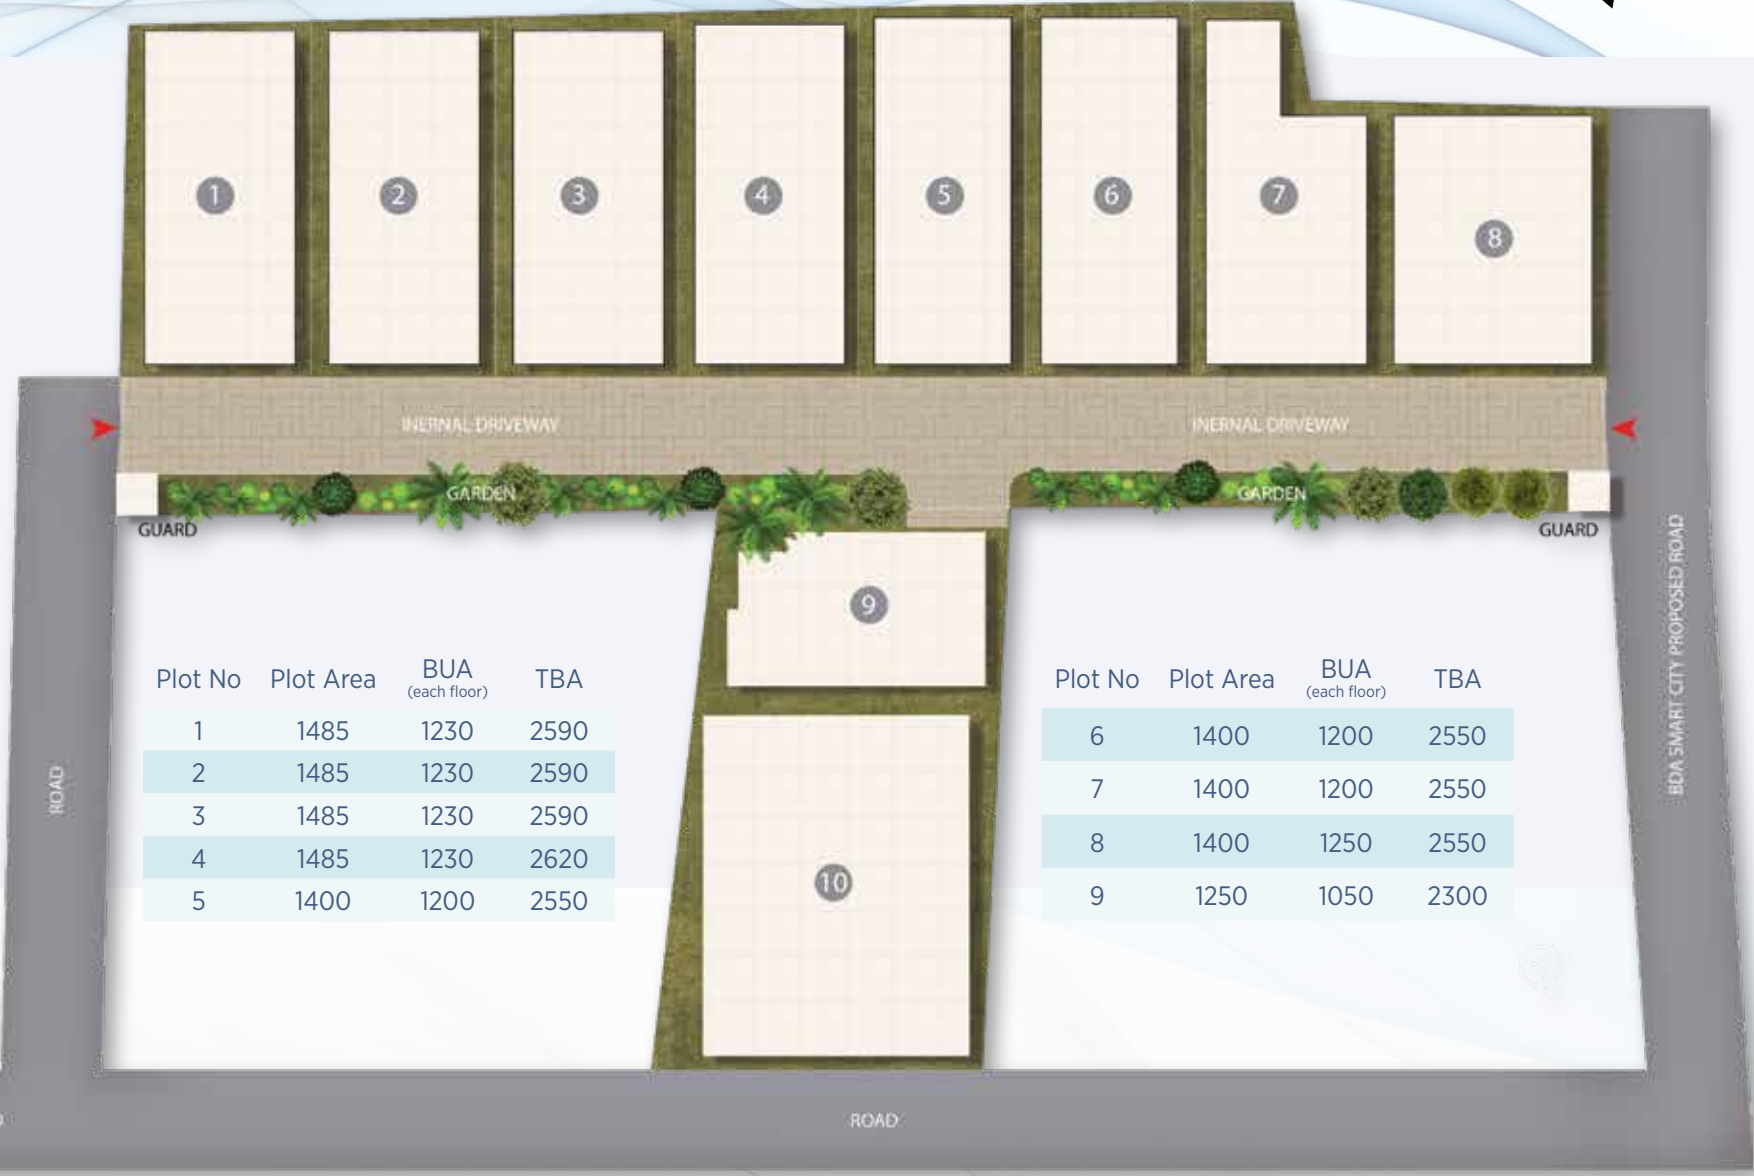 1
2
3
4
5
6
7
8
INERNAL DRIVEWAY
INERNAL DRIVEWAY
GARDEN
GARDEN
GUARD
GUARD
9
Plot No Plot Area BUA (each floor) TBA
1 1485 1230 2590
2 1485 1230 2590
3 1485 1230 2590
4 1485 1230 2620
5 1400 1200 2550
Plot No Plot Area BUA (each floor) TBA
6 1400 1200 2550
7 1400 1200 2550
8 1400 1250 2550
9 1250 1050 2300
10
ROAD
BDA SMART CITY PROPOSED ROAD
ROAD